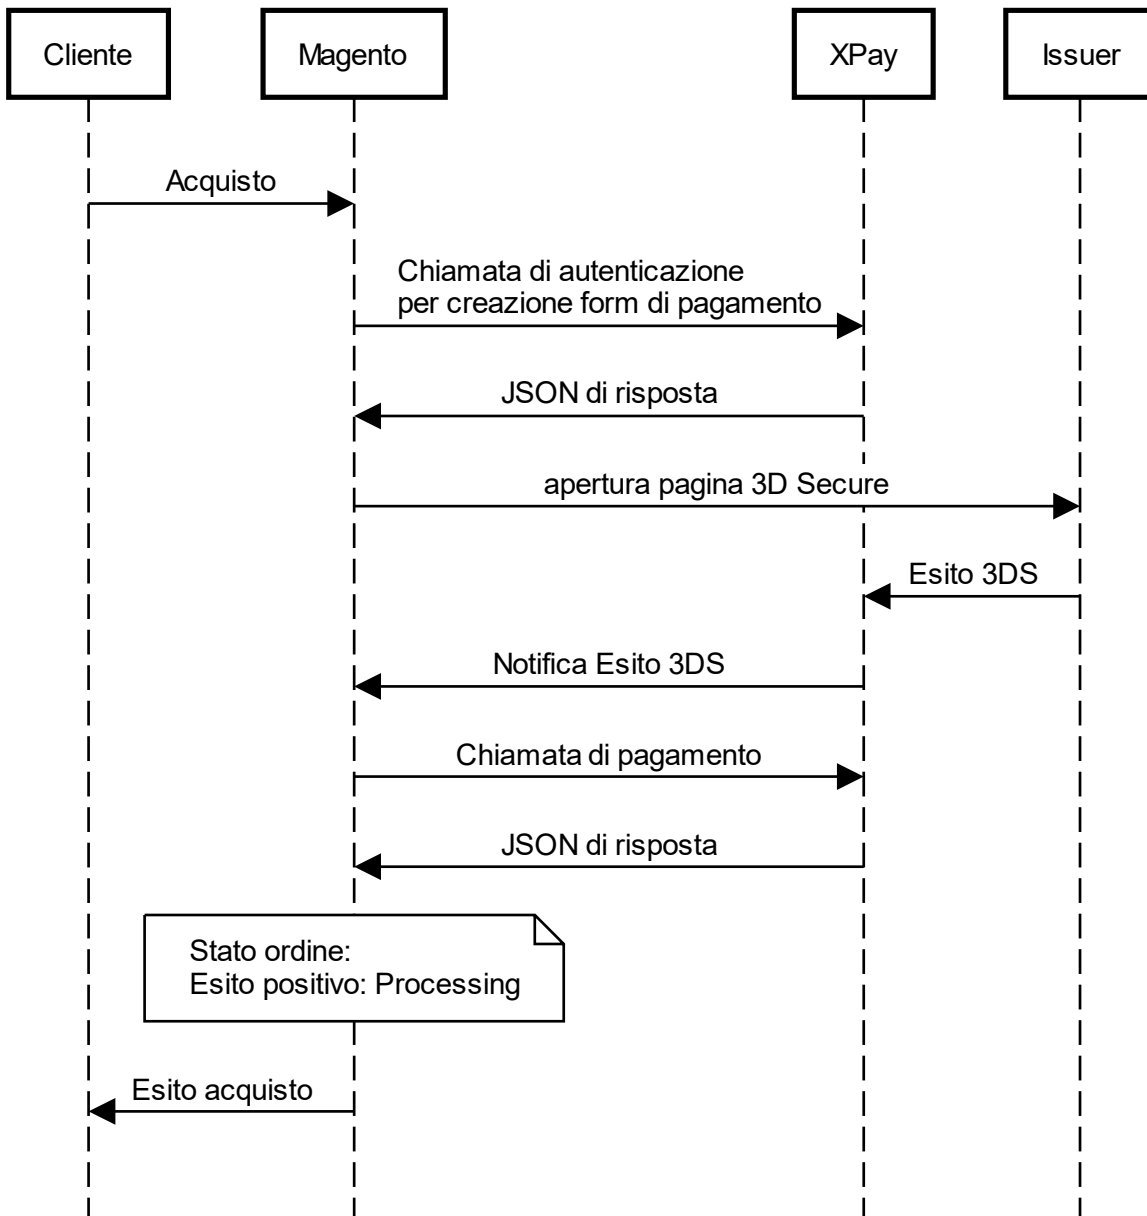 Cliente
Magento
XPay
Issuer
Acquisto
Chiamata di autenticazione
per creazione form di pagamento
JSON di risposta
apertura pagina 3D Secure
Esito 3DS
Notifica Esito 3DS
Chiamata di pagamento
JSON di risposta
Stato ordine:
Esito positivo: Processing
Esito acquisto